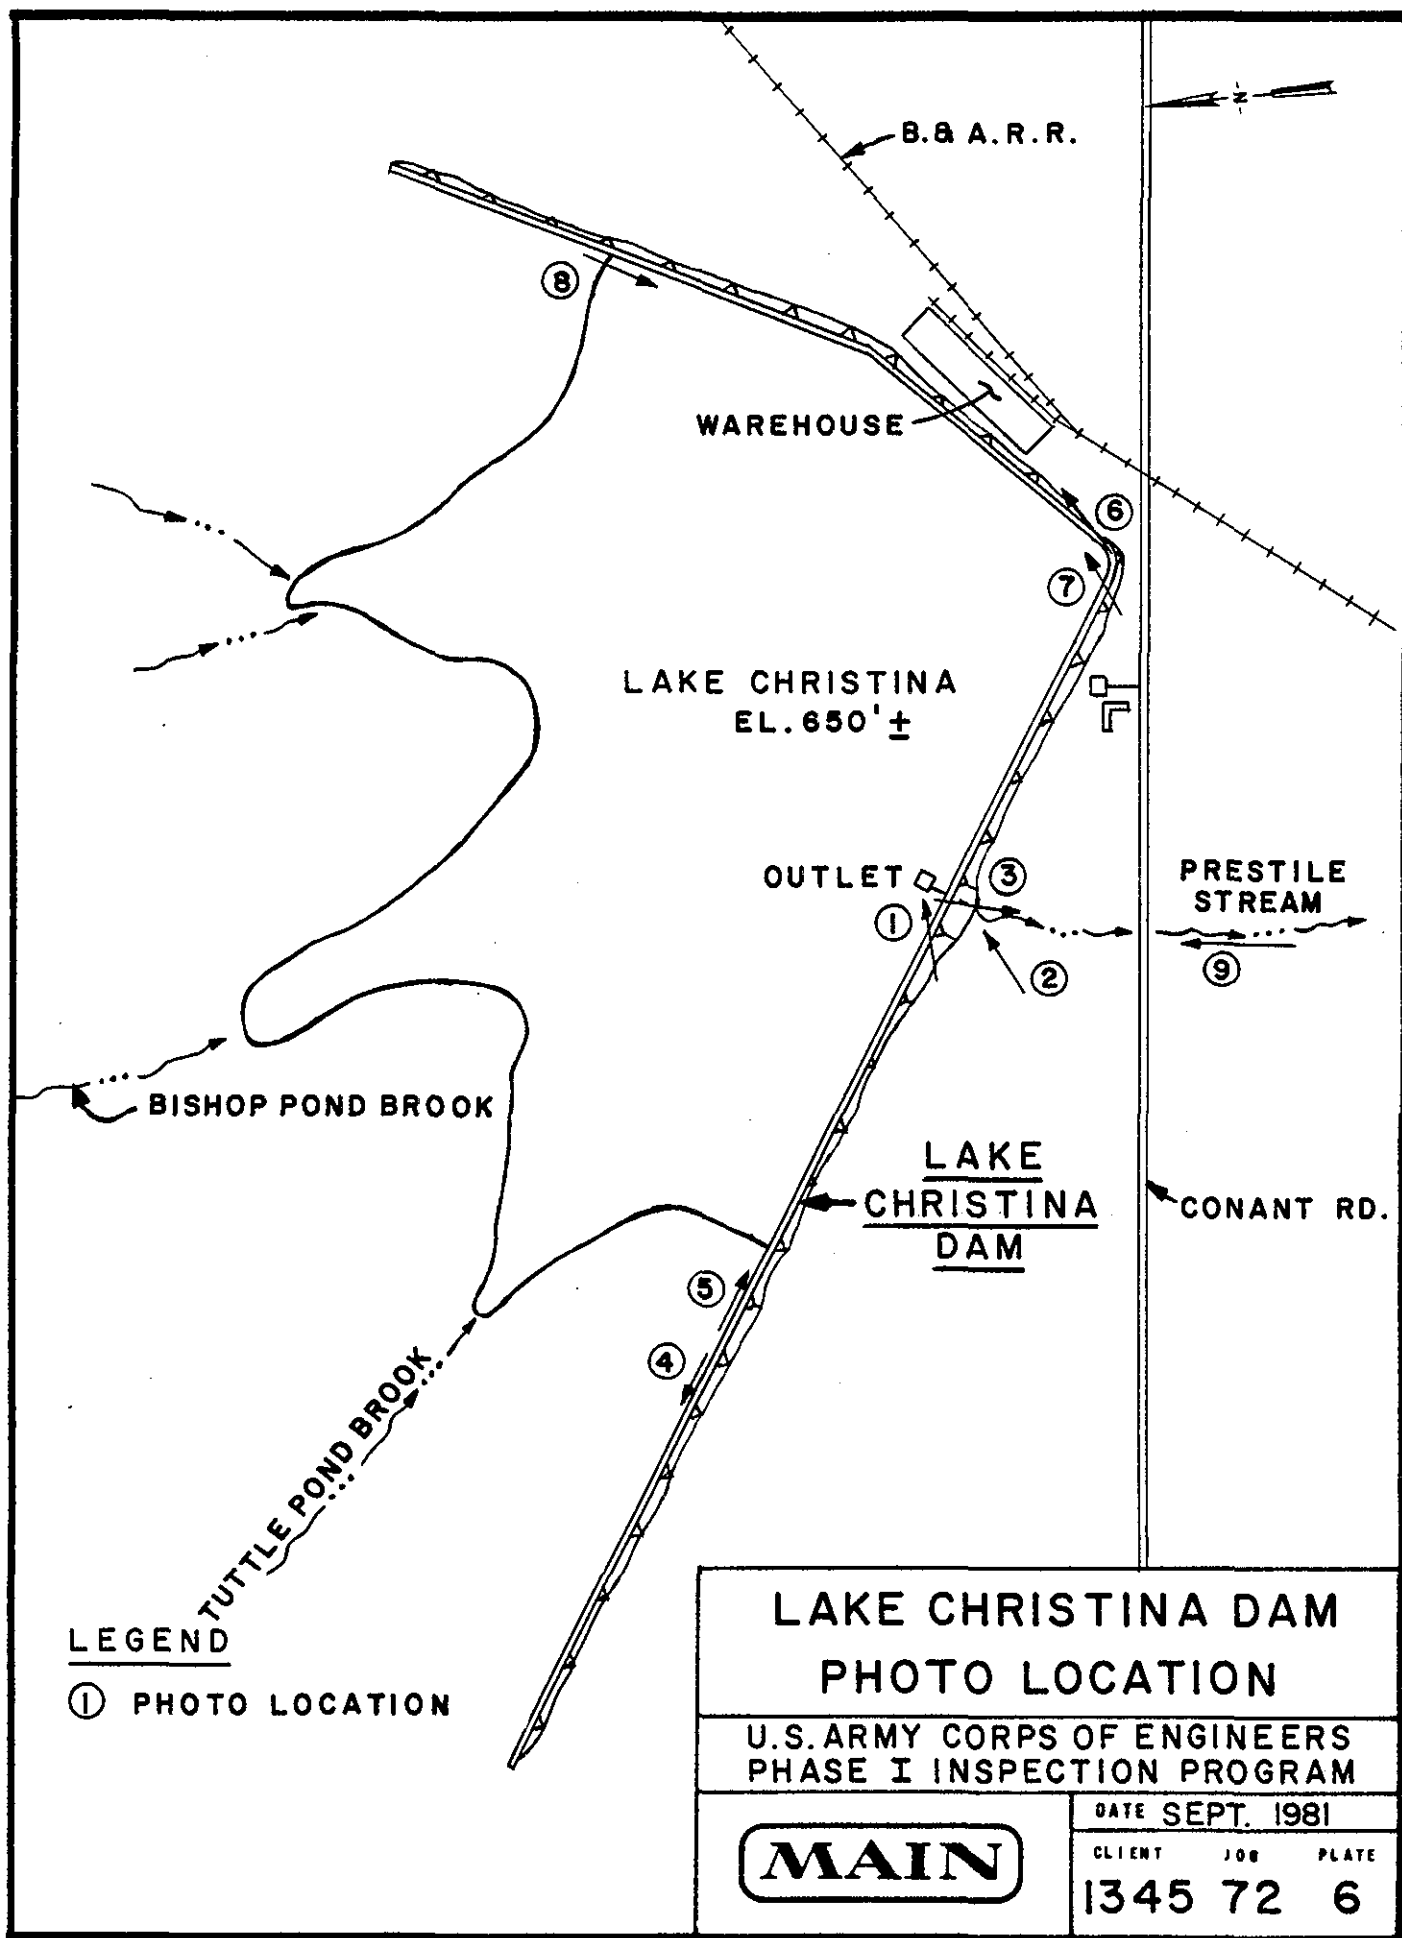 N
B.& A.R.R.
8
WAREHOUSE
6
7
LAKE CHRISTINA
EL.650'±
OUTLET
3
1
PRESTILE
STREAM
2
9
BISHOP POND BROOK
LAKE
CHRISTINA
DAM
CONANT RD.
5
4
TUTTLE POND BROOK
LEGEND
1 PHOTO LOCATION
LAKE CHRISTINA DAM
PHOTO LOCATION
U.S. ARMY CORPS OF ENGINEERS
PHASE I INSPECTION PROGRAM
MAIN
DATE SEPT. 1981
CLIENT JOB PLATE
1345 72 6